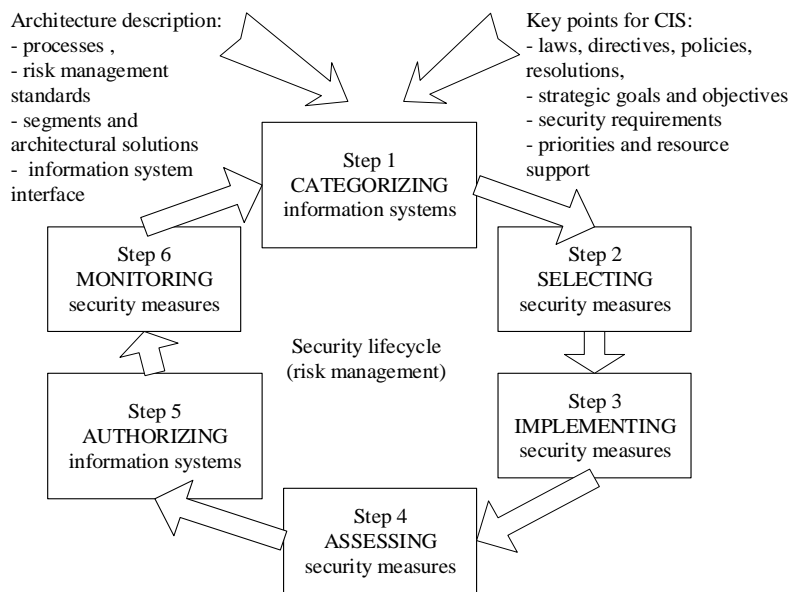 Architecture description:
- processes ,
- risk management
standards
- segments and
architectural solutions
- information system
interface
Key points for CIS:
- laws, directives, policies,
resolutions,
- strategic goals and objectives
- security requirements
- priorities and resource
support
Step 1
CATEGORIZING
information systems
Step 2
SELECTING
security measures
Step 3
IMPLEMENTING
security measures
Step 4
ASSESSING
security measures
Step 5
AUTHORIZING
information systems
Step 6
MONITORING
security measures
Security lifecycle
(risk management)